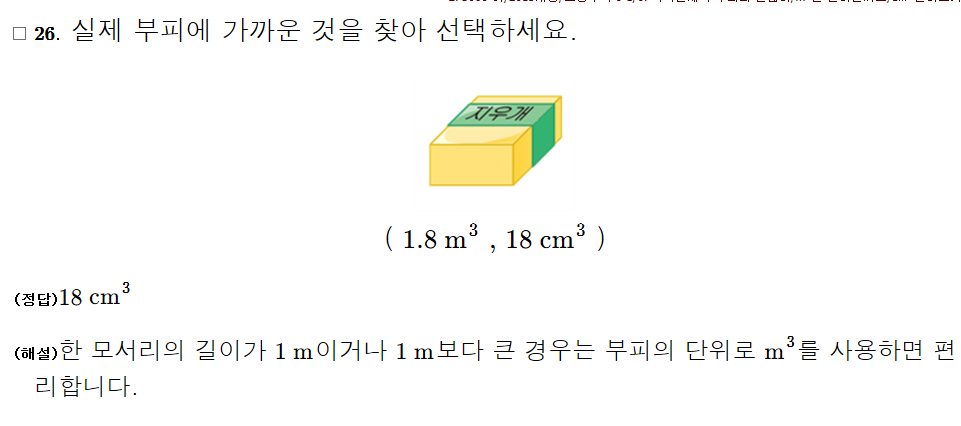 □ 26. 실제 부피에 가까운 것을 찾아 선택하세요.
지우개
( 1.8 m³ , 18 cm³ )
(정답)18 cm³
(해설)한 모서리의 길이가 1 m이거나 1 m보다 큰 경우는 부피의 단위로 m³를 사용하면 편
리합니다.